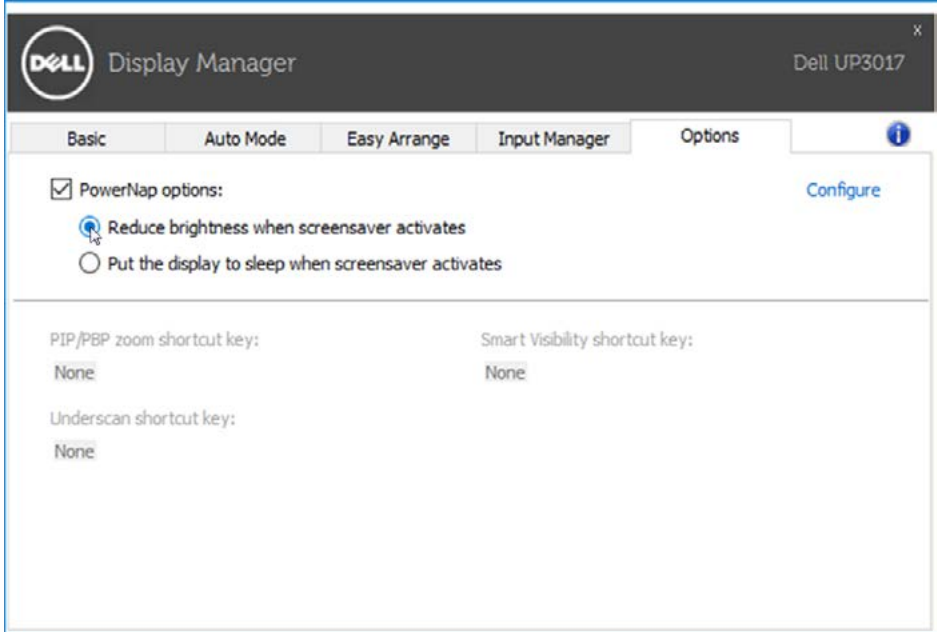 x
DELL Display Manager Dell UP3017
Basic Auto Mode Easy Arrange Input Manager Options i
PowerNap options: Configure
Reduce brightness when screensaver activates
Put the display to sleep when screensaver activates
PIP/PBP zoom shortcut key: Smart Visibility shortcut key:
None None
Underscan shortcut key:
None